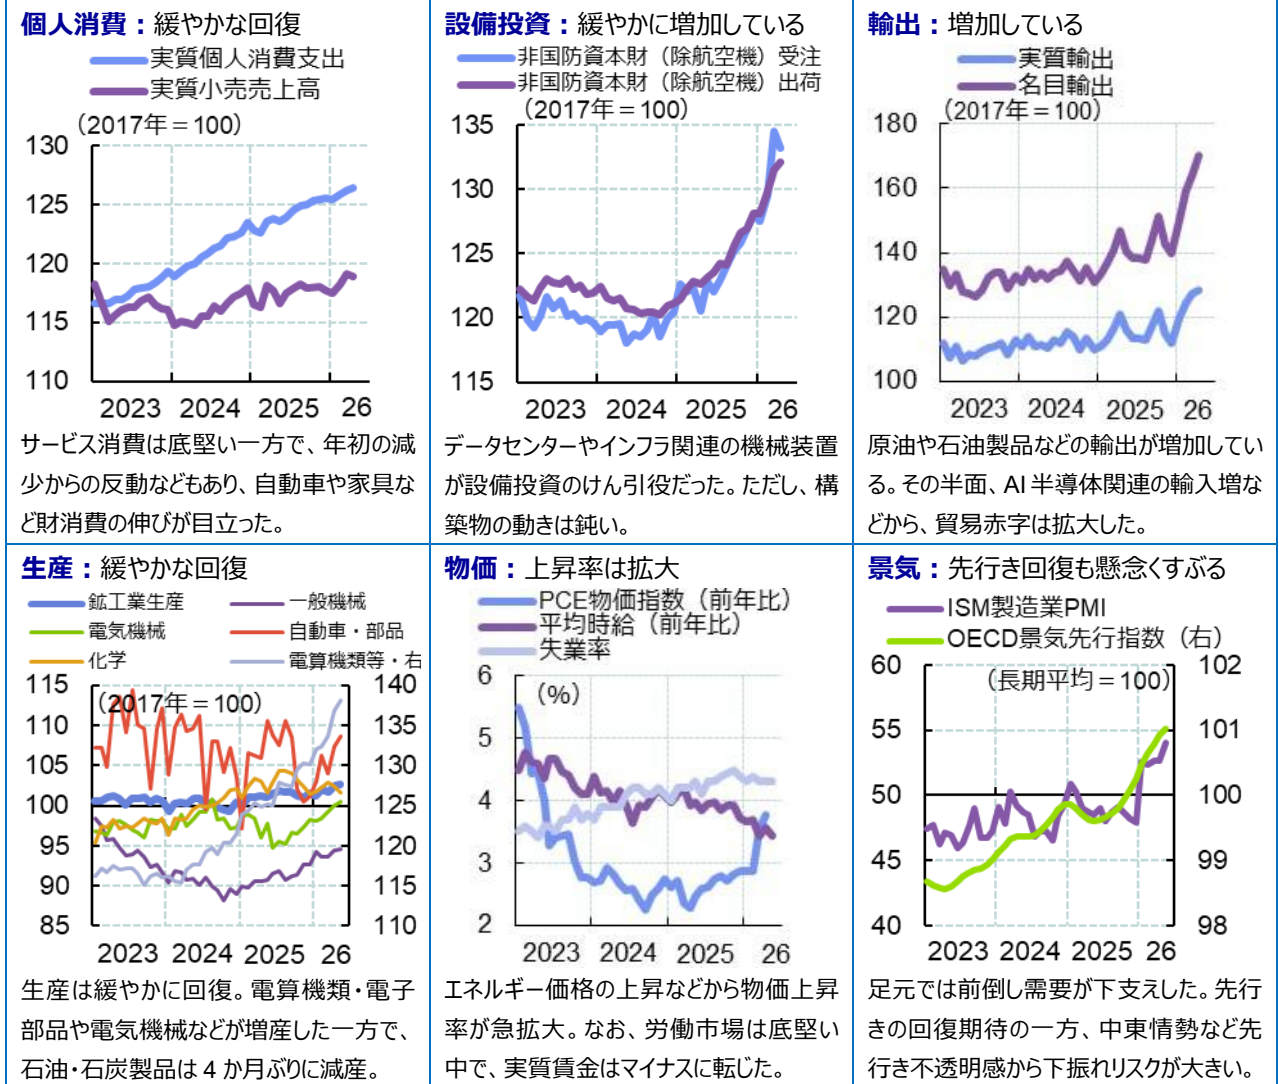 個人消費：緩やかな回復
実質個人消費支出
実質小売売上高
（2017年＝100）
130
125
120
115
110
2023 2024 2025 26
サービス消費は底堅い一方で、年初の減
少からの反動などもあり、自動車や家具な
ど財消費の伸びが目立った。
設備投資：緩やかに増加している
非国防資本財（除航空機）受注
非国防資本財（除航空機）出荷
（2017年＝100）
135
130
125
120
115
2023 2024 2025 26
データセンターやインフラ関連の機械装置
が設備投資のけん引役だった。ただし、構
築物の動きは鈍い。
輸出：増加している
実質輸出
名目輸出
（2017年＝100）
180
160
140
120
100
2023 2024 2025 26
原油や石油製品などの輸出が増加してい
る。その半面、AI 半導体関連の輸入増な
どから、貿易赤字は拡大した。
生産：緩やかな回復
鉱工業生産 一般機械
電気機械 自動車・部品
化学 電算機類等・右
（2017年＝100）
115 140
110 135
105 130
100 125
95 120
90 115
85 110
2023 2024 2025 26
生産は緩やかに回復。電算機類・電子
部品や電気機械などが増産した一方で、
石油・石炭製品は 4 か月ぶりに減産。
物価：上昇率は拡大
PCE物価指数（前年比）
平均時給（前年比）
失業率
（%）
6
5
4
3
2
2023 2024 2025 26
エネルギー価格の上昇などから物価上昇
率が急拡大。なお、労働市場は底堅い
中で、実質賃金はマイナスに転じた。
景気：先行き回復も懸念くすぶる
ISM製造業PMI
OECD景気先行指数（右）
（長期平均＝100）
60 102
55 101
50 100
45 99
40 98
2023 2024 2025 26
足元では前倒し需要が下支えした。先行
きの回復期待の一方、中東情勢など先
行き不透明感から下振れリスクが大きい。